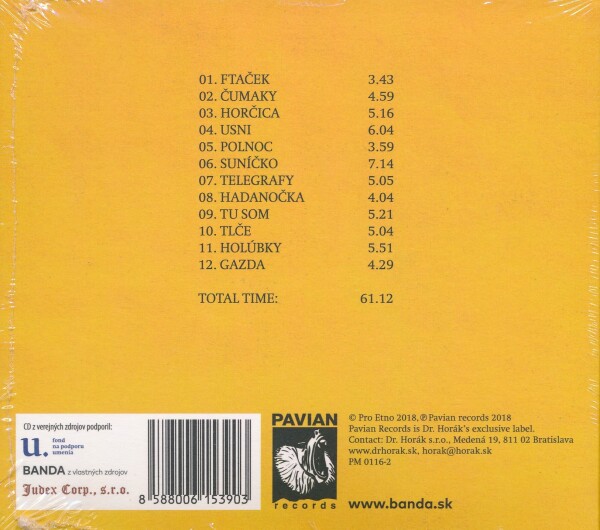 01. FTAČEK 3.43
02. ČUMAKY 4.59
03. HORČICA 5.16
04. USNI 6.04
05. POLNOC 3.59
06. SUNÍČKO 7.14
07. TELEGRAFY 5.05
08. HADANOČKA 4.04
09. TU SOM 5.21
10. TLČE 5.04
11. HOLÚBKY 5.51
12. GAZDA 4.29
TOTAL TIME: 61.12
CD z verejných zdrojov podporil:
u. fond
na podporu
umenia
BANDA z vlastných zdrojov
Judex Corp., s.r.o.
8 588006 153903
PAVIAN
records
© Pro Etno 2018, ℗ Pavian records 2018
Pavian Records is Dr. Horák's exclusive label.
Contact: Dr. Horák s.r.o., Medená 19, 811 02 Bratislava
www.drhorak.sk, horak@horak.sk
PM 0116-2
www.banda.sk